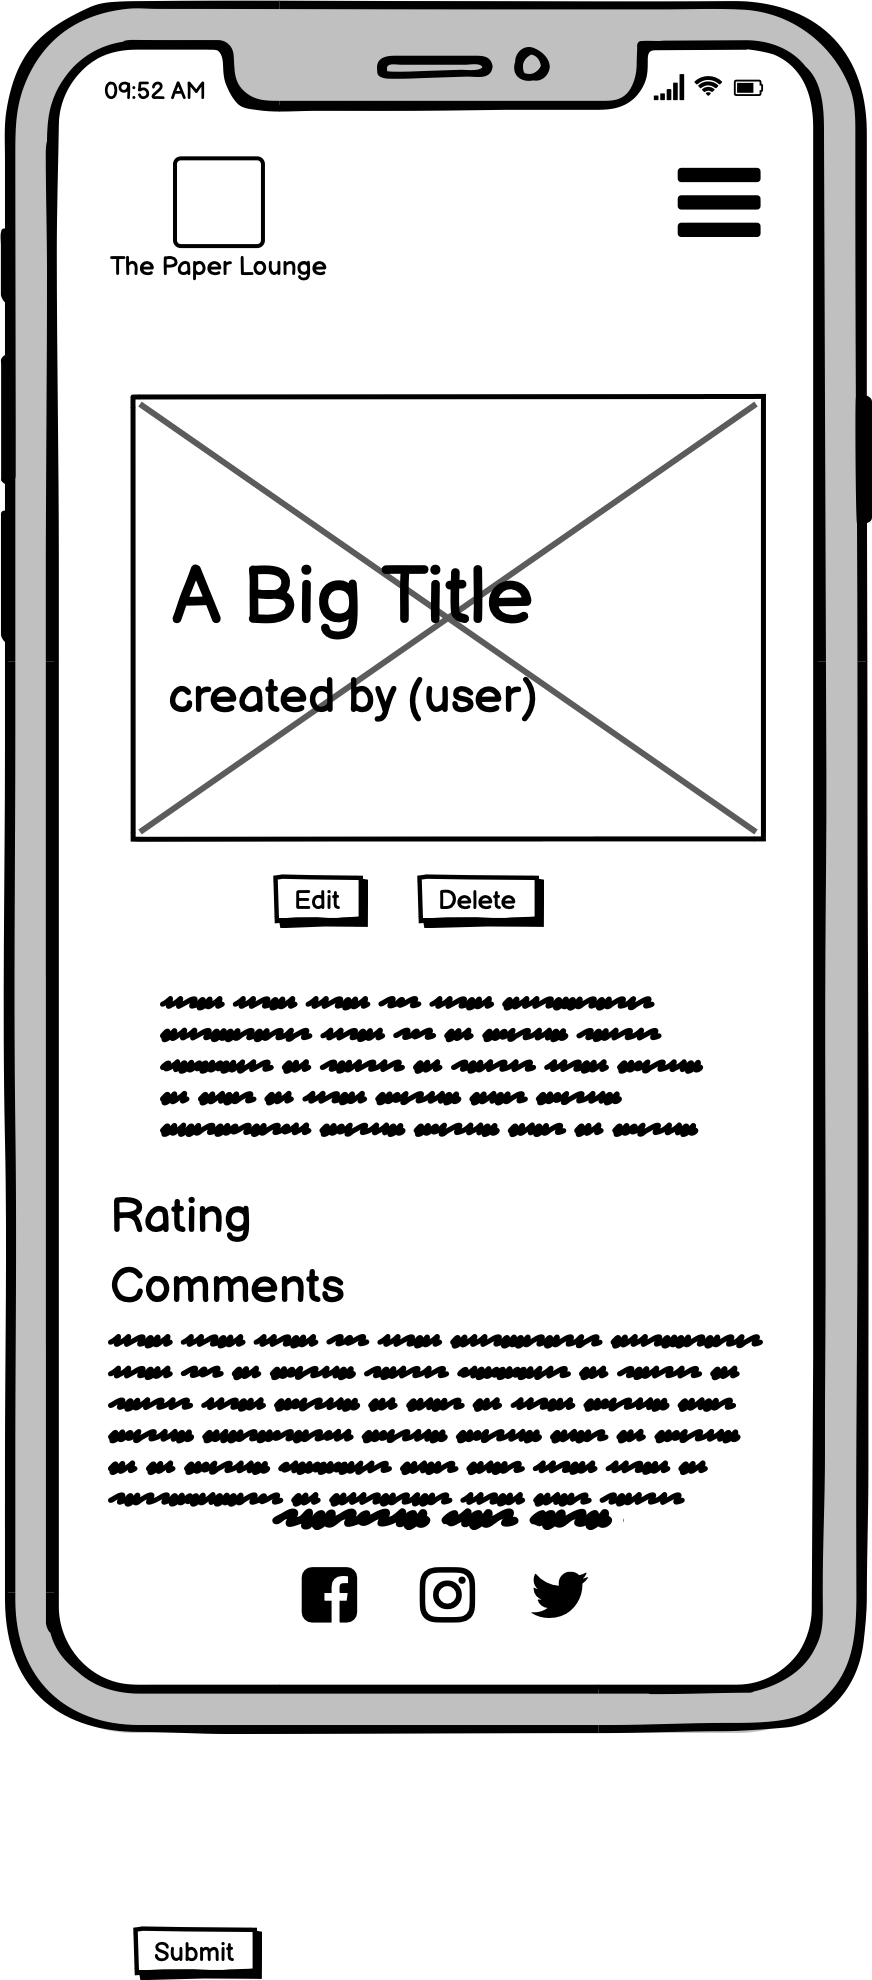 09:52 AM
The Paper Lounge
A Big Title
created by (user)
Edit Delete
Rating
Comments
Submit